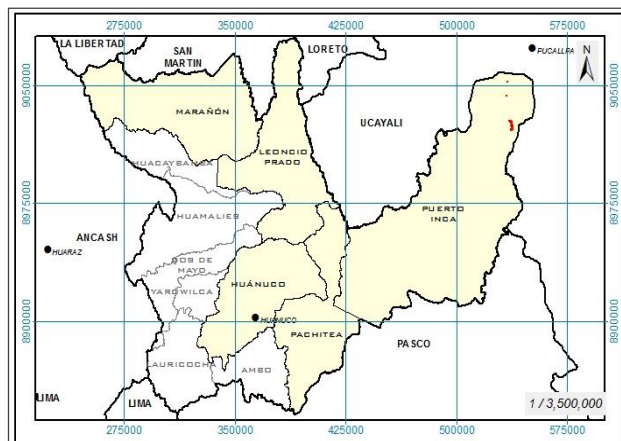 275000 350000 425000 500000 575000
LA LIBERTAD
SAN
MARTIN
LORETO
PUCALLPA
N
9050000
9050000
MARAÑÓN
UCAYALI
LEONCIO
PRADO
HUACAYBAMBA
8975000
8975000
HUAMALIES
PUERTO
INCA
ANCASH
HUARAZ
DOS DE
MAYO
YAROWILCA
HUÁNUCO
HUÁNUCO
8900000
8900000
PACHITEA
PASCO
LAURICOCHA
AMBO
LIMA
LIMA
1 / 3,500,000
275000 350000 425000 500000 575000